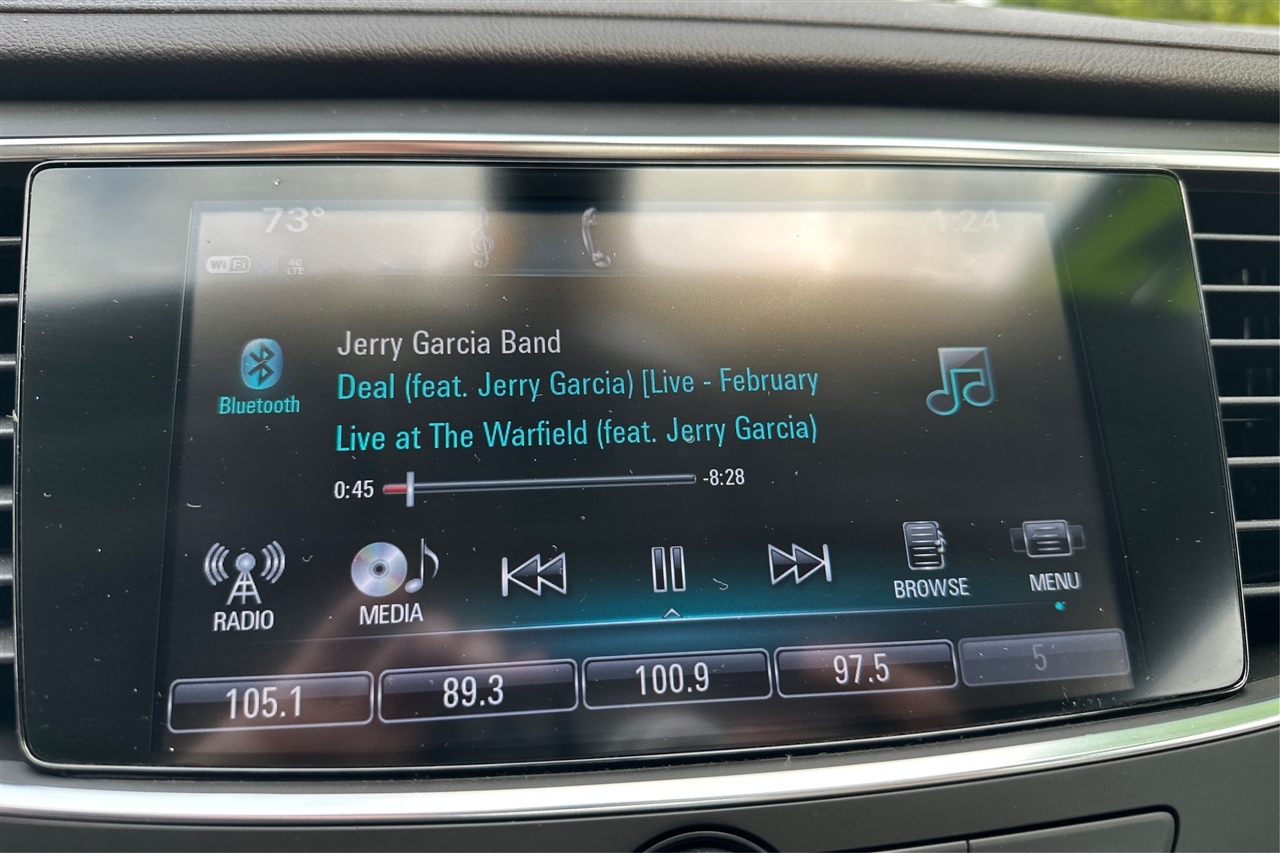 73° 1:24
WiFi 4G LTE
Jerry Garcia Band
Deal (feat. Jerry Garcia) [Live - February
Bluetooth
Live at The Warfield (feat. Jerry Garcia)
0:45 -8:28
RADIO MEDIA BROWSE MENU
105.1 89.3 100.9 97.5 5